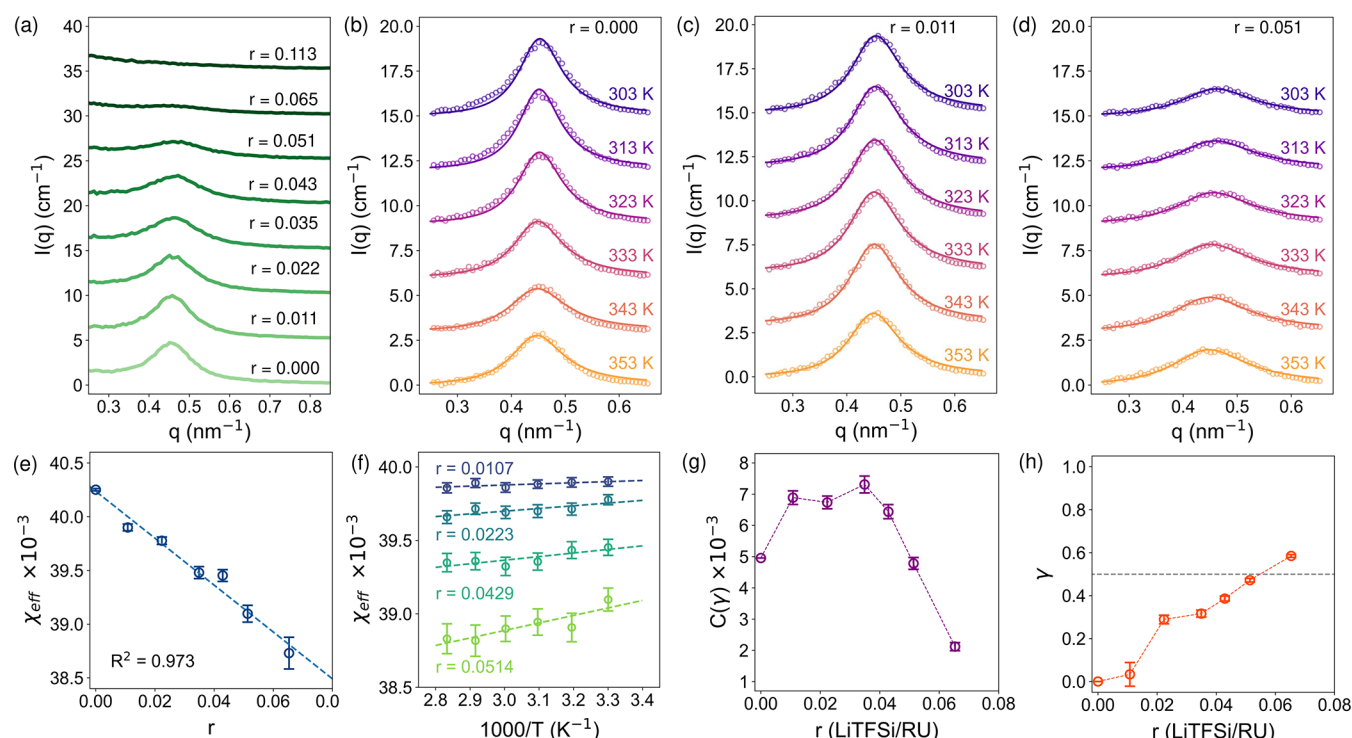 (a)
I(q) (cm⁻¹)
40
35
30
25
20
15
10
5
0
r = 0.113
r = 0.065
r = 0.051
r = 0.043
r = 0.035
r = 0.022
r = 0.011
r = 0.000
0.3 0.4 0.5 0.6 0.7 0.8
q (nm⁻¹)
(b)
I(q) (cm⁻¹)
20.0
17.5
15.0
12.5
10.0
7.5
5.0
2.5
0.0
r = 0.000
303 K
313 K
323 K
333 K
343 K
353 K
0.3 0.4 0.5 0.6
q (nm⁻¹)
(c)
I(q) (cm⁻¹)
20.0
17.5
15.0
12.5
10.0
7.5
5.0
2.5
0.0
r = 0.011
303 K
313 K
323 K
333 K
343 K
353 K
0.3 0.4 0.5 0.6
q (nm⁻¹)
(d)
I(q) (cm⁻¹)
20.0
17.5
15.0
12.5
10.0
7.5
5.0
2.5
0.0
r = 0.051
303 K
313 K
323 K
333 K
343 K
353 K
0.3 0.4 0.5 0.6
q (nm⁻¹)
(e)
χeff ×10⁻³
40.5
40.0
39.5
39.0
38.5
R² = 0.973
0.00 0.02 0.04 0.06 0.08
r
(f)
χeff ×10⁻³
40.0
39.5
39.0
38.5
r = 0.0107
r = 0.0223
r = 0.0429
r = 0.0514
2.8 2.9 3.0 3.1 3.2 3.3 3.4
1000/T (K⁻¹)
(g)
C(γ) ×10⁻³
8
7
6
5
4
3
2
1
0.00 0.02 0.04 0.06 0.08
r (LiTFSi/RU)
(h)
γ
1.0
0.8
0.6
0.4
0.2
0.0
0.00 0.02 0.04 0.06 0.08
r (LiTFSi/RU)